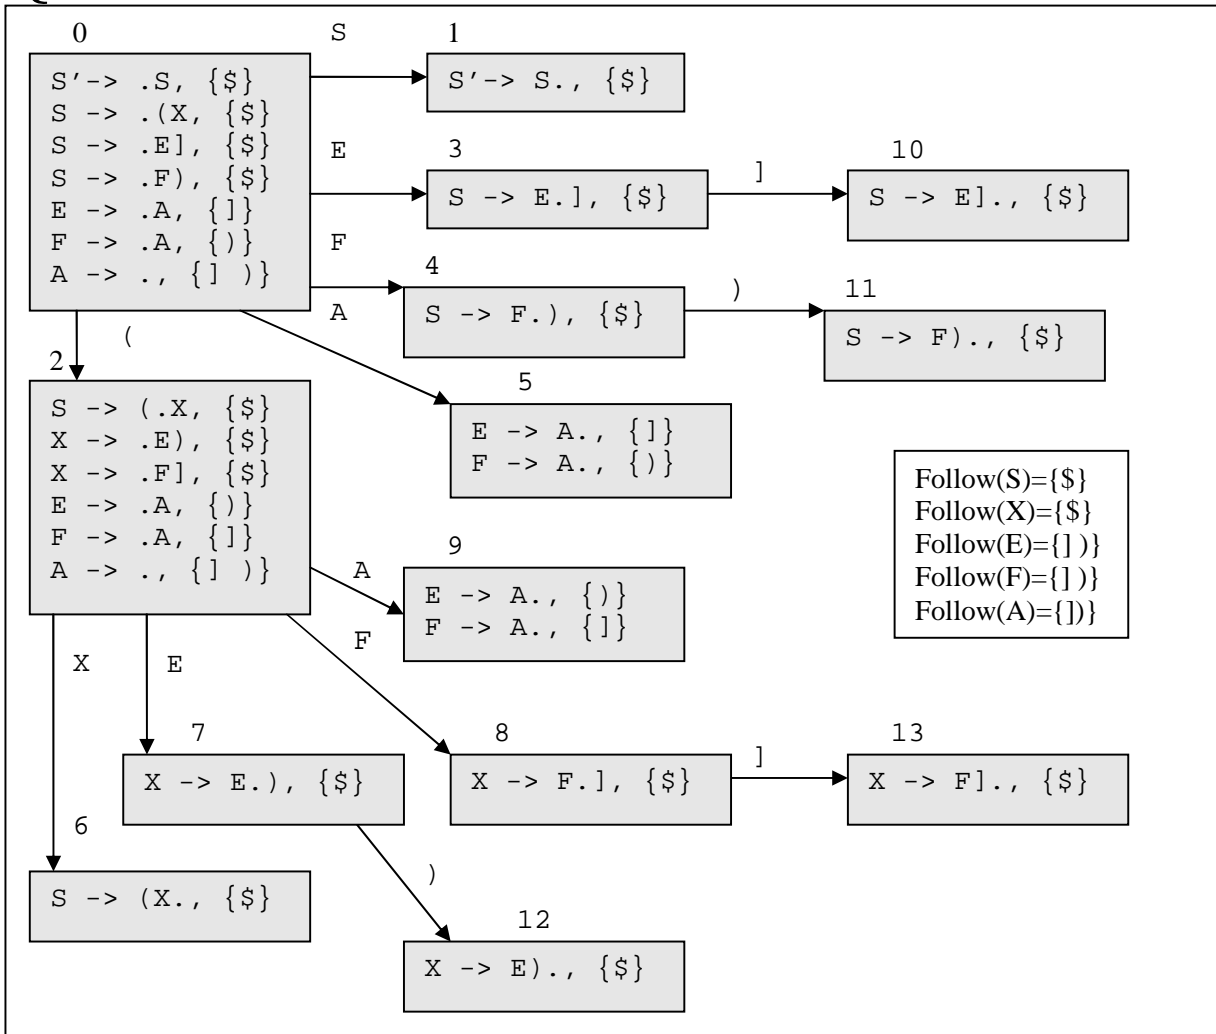 0
S
1
S'-> .S, {$}
S -> .(X, {$}
S -> .E], {$}
S -> .F), {$}
E -> .A, {]}
F -> .A, {)}
A -> ., {] )}
S'-> S., {$}
E
3
S -> E.], {$}
]
10
S -> E]., {$}
F
4
S -> F.), {$}
)
11
S -> F)., {$}
A
(
2
S -> (.X, {$}
X -> .E), {$}
X -> .F], {$}
E -> .A, {)}
F -> .A, {]}
A -> ., {] )}
5
E -> A., {]}
F -> A., {)}
Follow(S)={$}
Follow(X)={$}
Follow(E)={] )}
Follow(F)={] )}
Follow(A)={])}
A
9
E -> A., {)}
F -> A., {]}
F
X
E
7
X -> E.), {$}
8
X -> F.], {$}
]
13
X -> F]., {$}
6
S -> (X., {$}
)
12
X -> E)., {$}